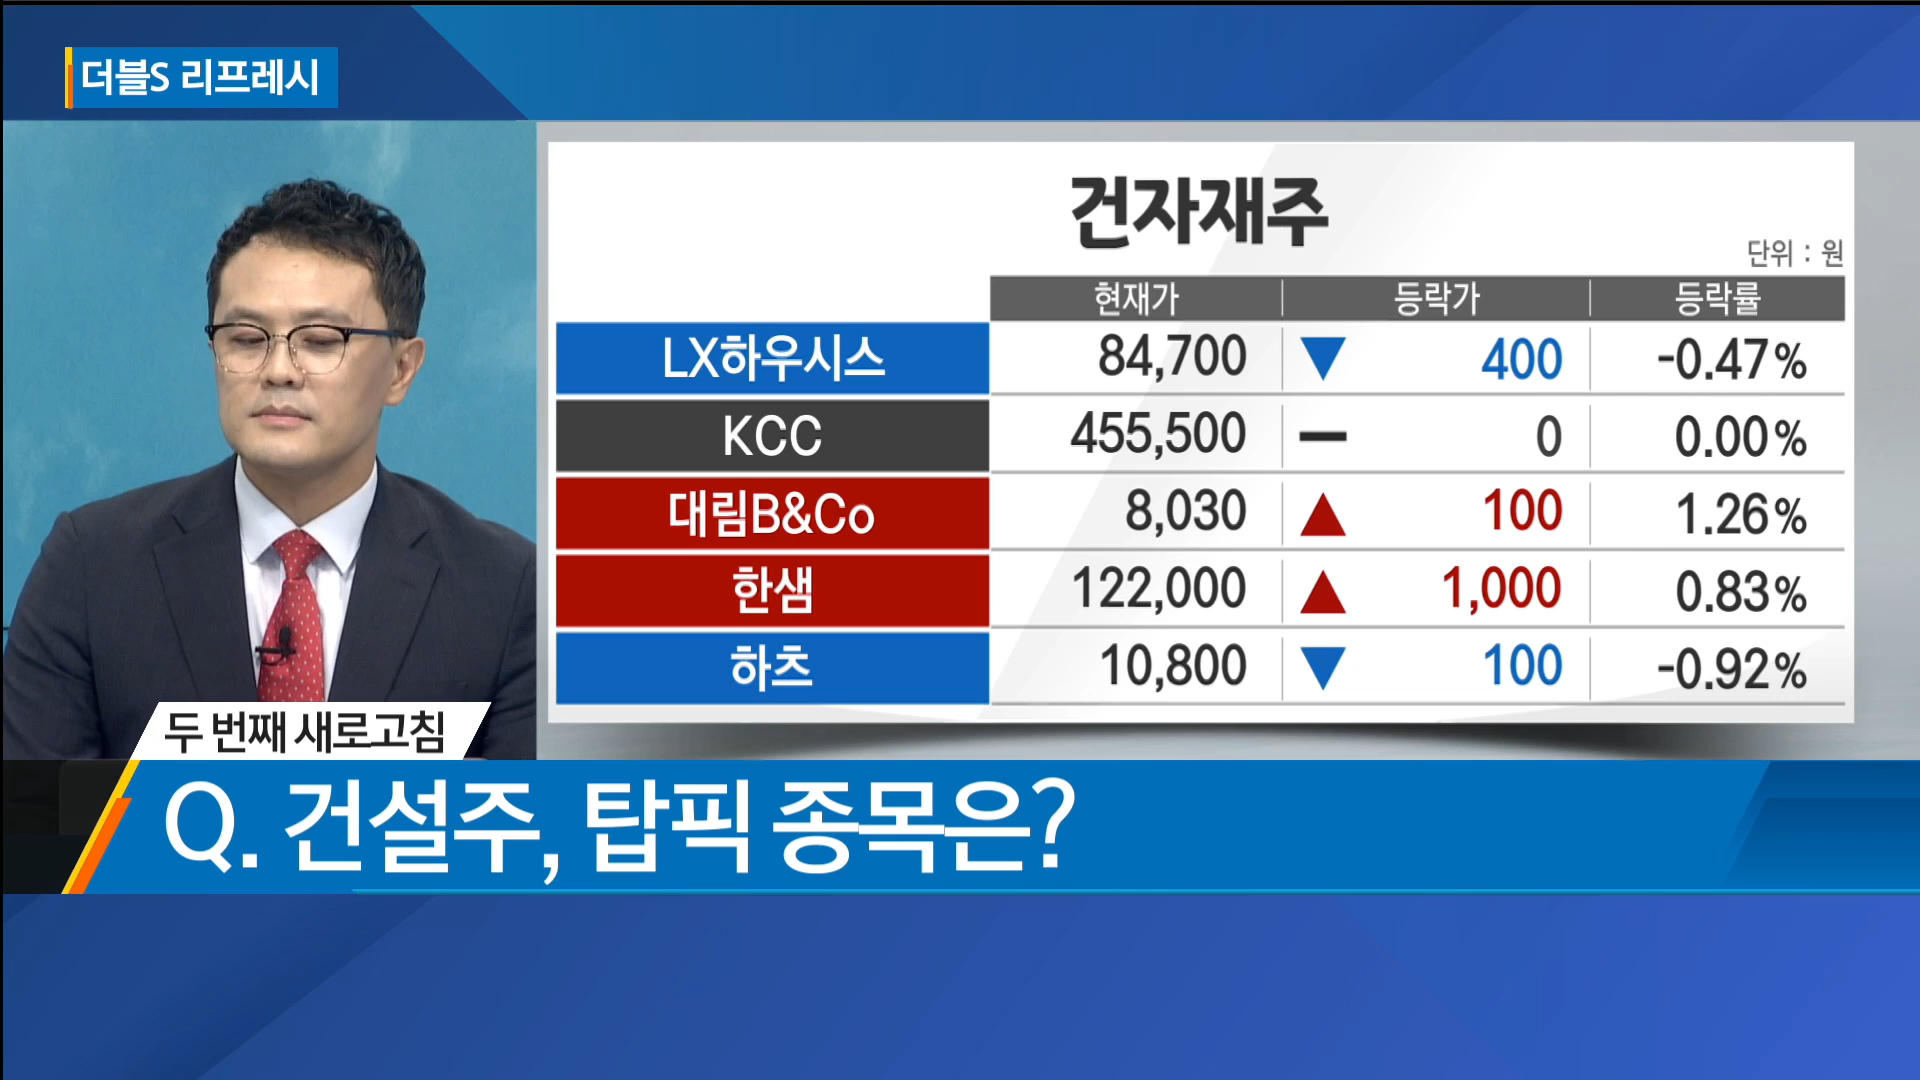 더블S 리프레시
건자재주
단위 : 원
현재가 등락가 등락률
LX하우시스 84,700 ▼ 400 -0.47%
KCC 455,500 ━ 0 0.00%
대림B&Co 8,030 ▲ 100 1.26%
한샘 122,000 ▲ 1,000 0.83%
하츠 10,800 ▼ 100 -0.92%
두 번째 새로고침
Q. 건설주, 탑픽 종목은?